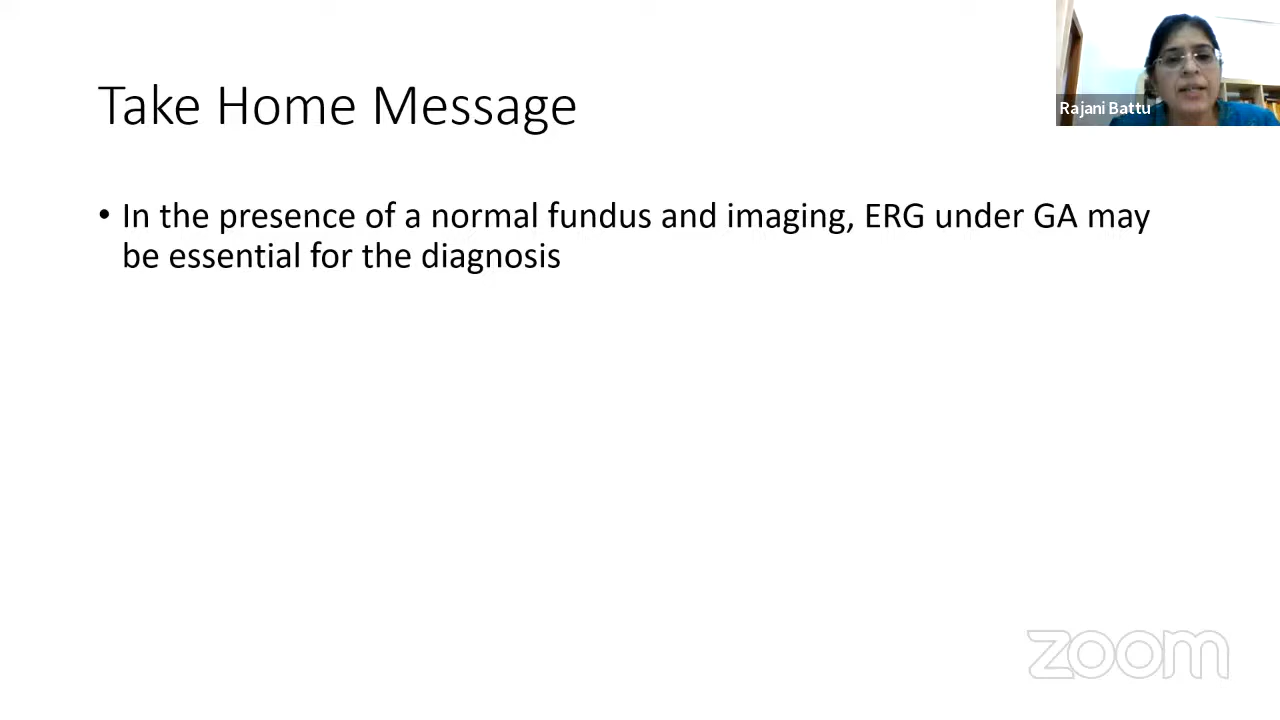 Take Home Message
Rajani Battu
• In the presence of a normal fundus and imaging, ERG under GA may
be essential for the diagnosis
zoom